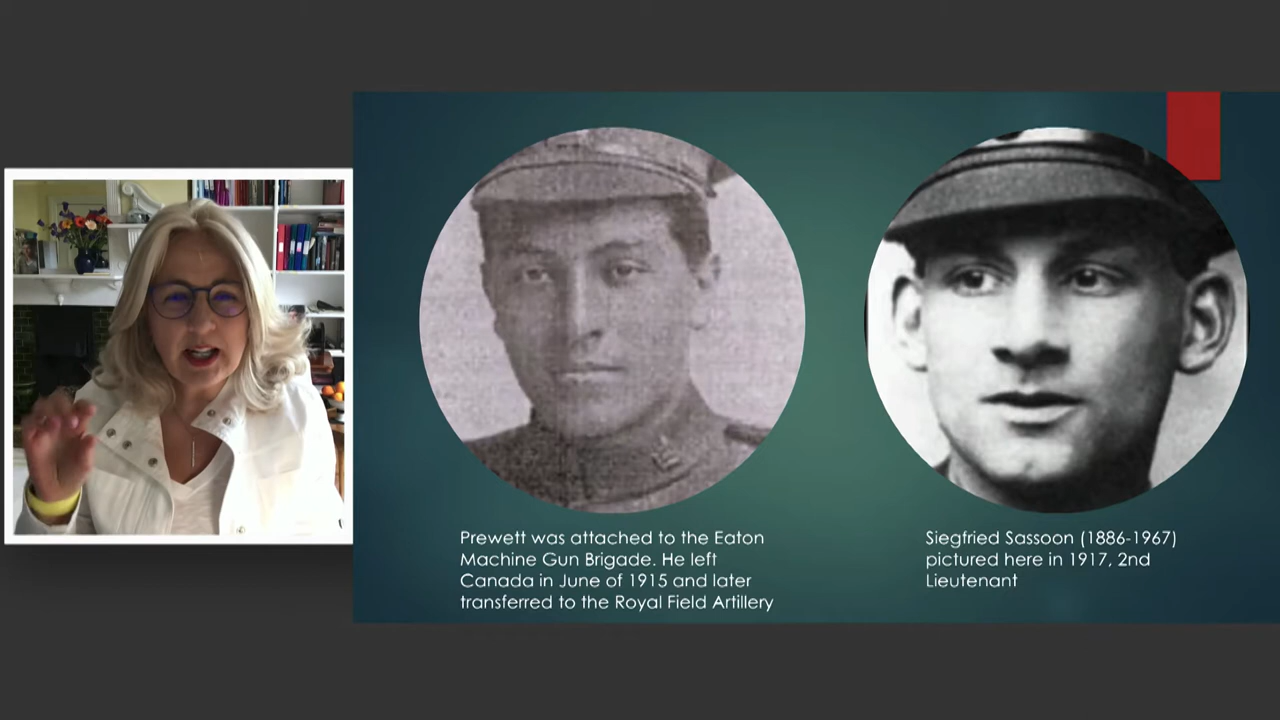 Prewett was attached to the Eaton
Machine Gun Brigade. He left
Canada in June of 1915 and later
transferred to the Royal Field Artillery
Siegfried Sassoon (1886-1967)
pictured here in 1917, 2nd
Lieutenant